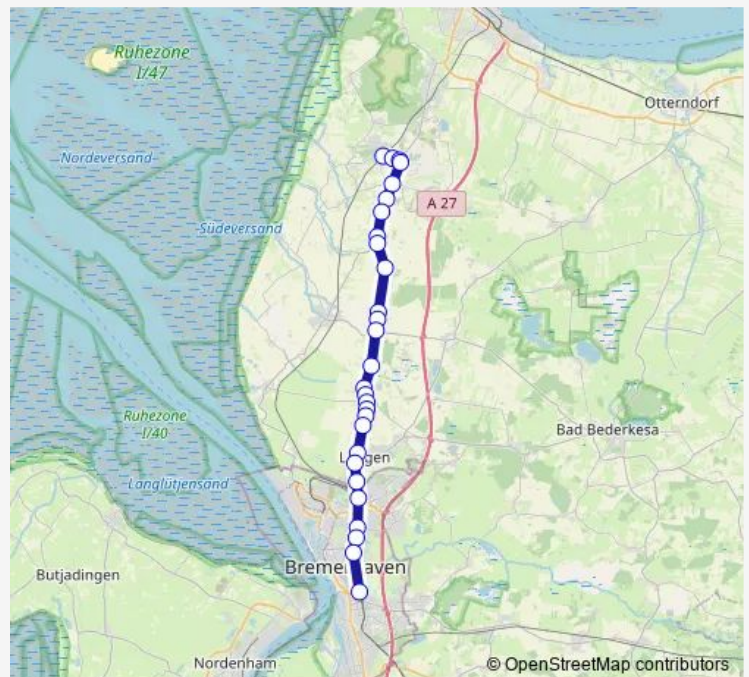 Ruhezone
I/47
Otterndorf
Nordeversand
A 27
Südeversand
Ruhezone
I/40
Bad Bederkesa
Langlütjensand
Butjadingen
Nordenham
© OpenStreetMap contributors